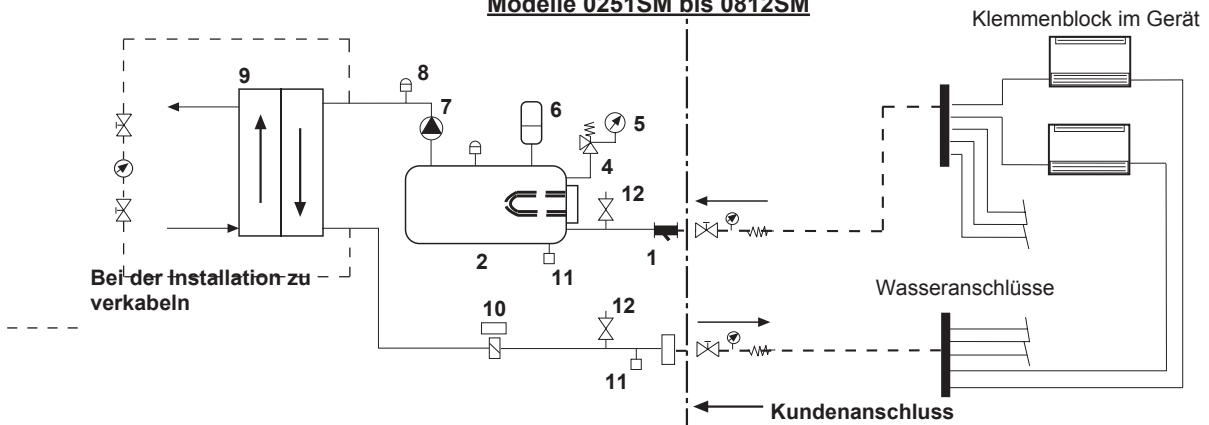 Modelle 0251SM bis 0812SM
Klemmenblock im Gerät
9
8
7
6
5
4
12
1
2
11
Bei der Installation zu
verkabeln
10
12
11
Wasseranschlüsse
Kundenanschluss